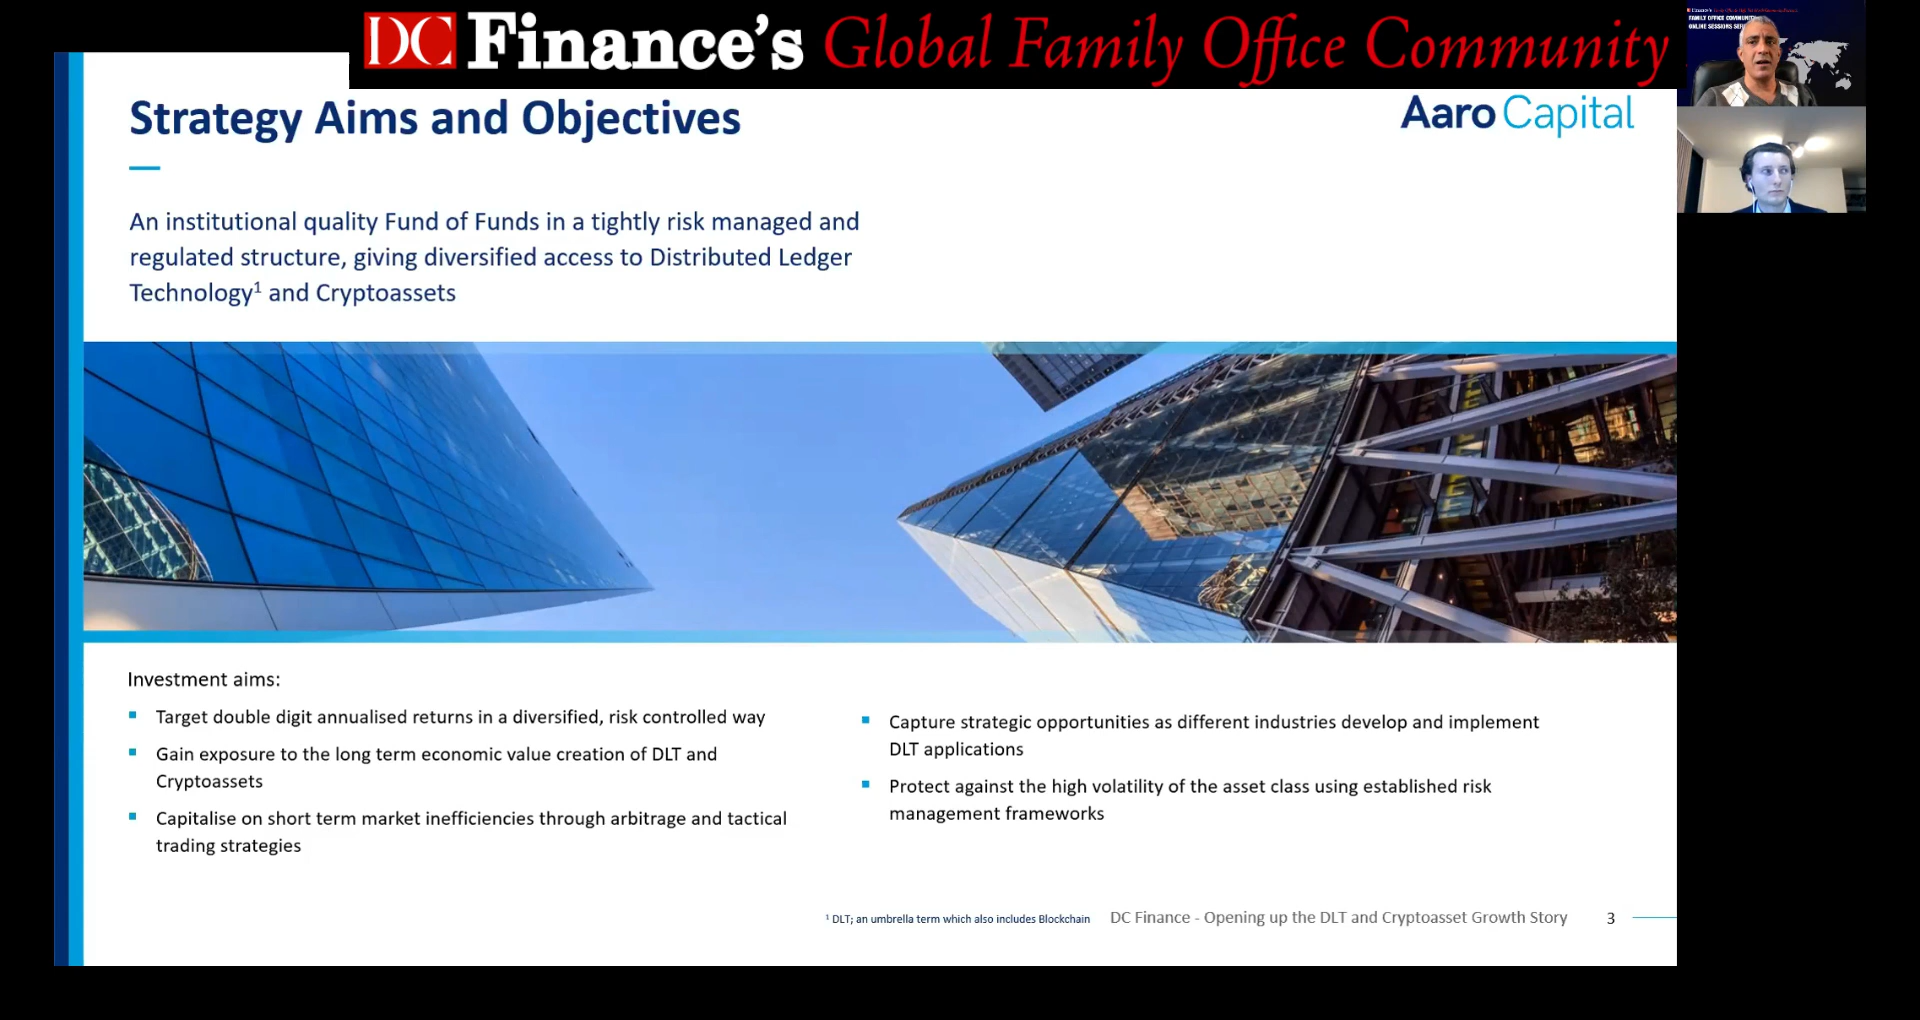 DC Finance's Global Family Office Community
FAMILY OFFICE COMMUNITY
Strategy Aims and Objectives
Aaro Capital
An institutional quality Fund of Funds in a tightly risk managed and
regulated structure, giving diversified access to Distributed Ledger
Technology¹ and Cryptoassets
Investment aims:
▪ Target double digit annualised returns in a diversified, risk controlled way
▪ Gain exposure to the long term economic value creation of DLT and
Cryptoassets
▪ Capitalise on short term market inefficiencies through arbitrage and tactical
trading strategies
▪ Capture strategic opportunities as different industries develop and implement
DLT applications
▪ Protect against the high volatility of the asset class using established risk
management frameworks
¹ DLT; an umbrella term which also includes Blockchain
DC Finance - Opening up the DLT and Cryptoasset Growth Story
3